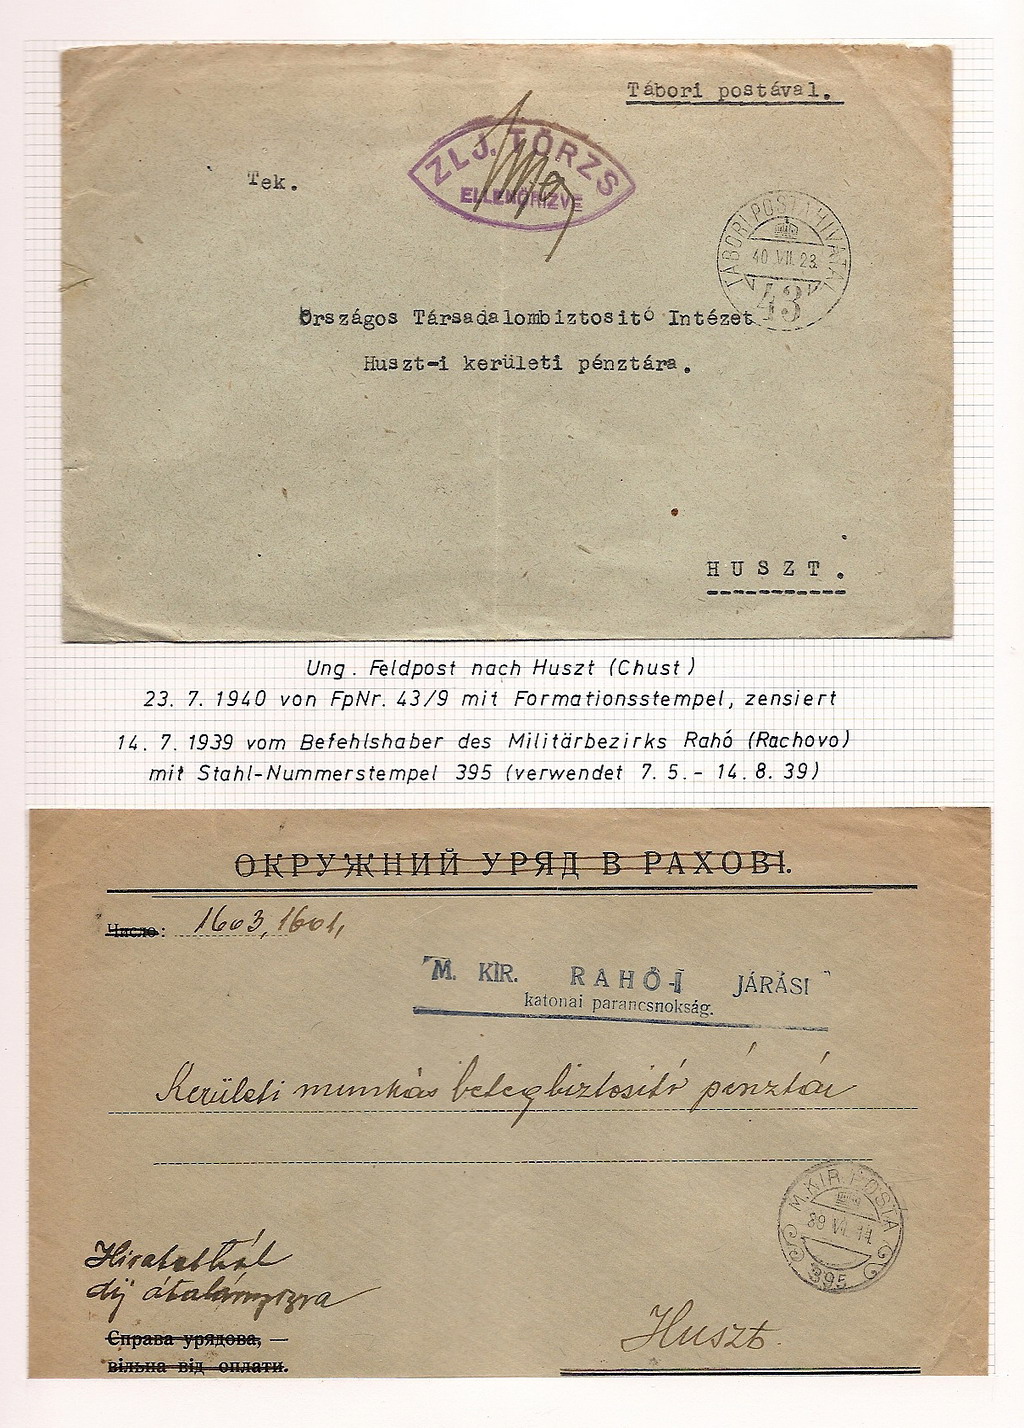 Tábori postával.
ZLJ. TÖRZS
ELLENŐRIZVE
Tek.
TÁBORI POSTAHIVATAL
40 VII. 23.
43
Országos Társadalombiztositó Intézet
Huszt-i kerületi pénztára.
HUSZT.
Ung. Feldpost nach Huszt (Chust)
23. 7. 1940 von FpNr. 43/9 mit Formationsstempel, zensiert
14. 7. 1939 vom Befehlshaber des Militärbezirks Rahó (Rachovo)
mit Stahl-Nummerstempel 395 (verwendet 7. 5. - 14. 8. 39)
ОКРУЖНИЙ УРЯД В РАХОВІ.
Число: 1603, 1601,
"M. KIR. RAHÓ-I JÁRÁSI"
katonai parancsnokság.
Kerületi munkás betegbiztositó pénztár
M. KIR. POSTA
39 VII. 14.
395
Hivatalból
díj átalányozva
Справа урядова, —
вільна від оплати.
Huszt.